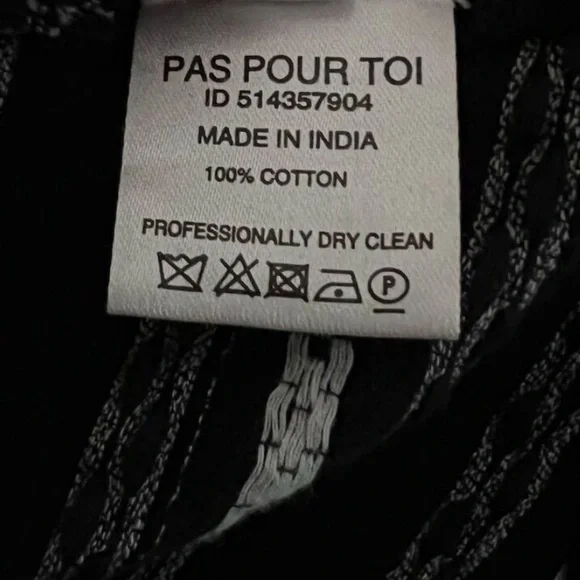 PAS POUR TOI
ID 514357904
MADE IN INDIA
100% COTTON
PROFESSIONALLY DRY CLEAN
P